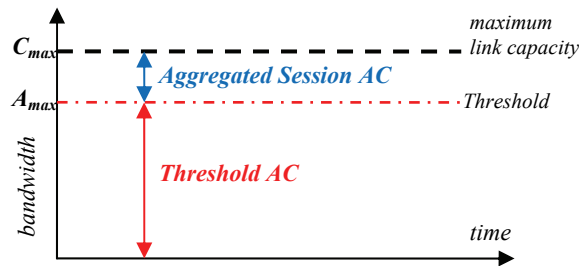 maximum
link capacity
Cmax
Aggregated Session AC
Amax
Threshold
Threshold AC
bandwidth
time